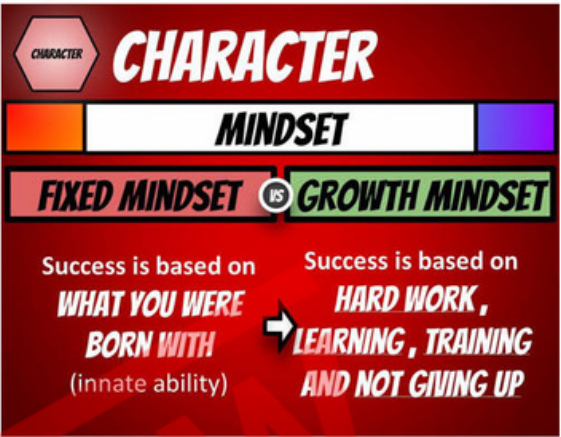 CHARACTER
CHARACTER
MINDSET
FIXED MINDSET VS GROWTH MINDSET
Success is based on
WHAT YOU WERE
BORN WITH
(innate ability)
Success is based on
HARD WORK,
LEARNING, TRAINING
AND NOT GIVING UP